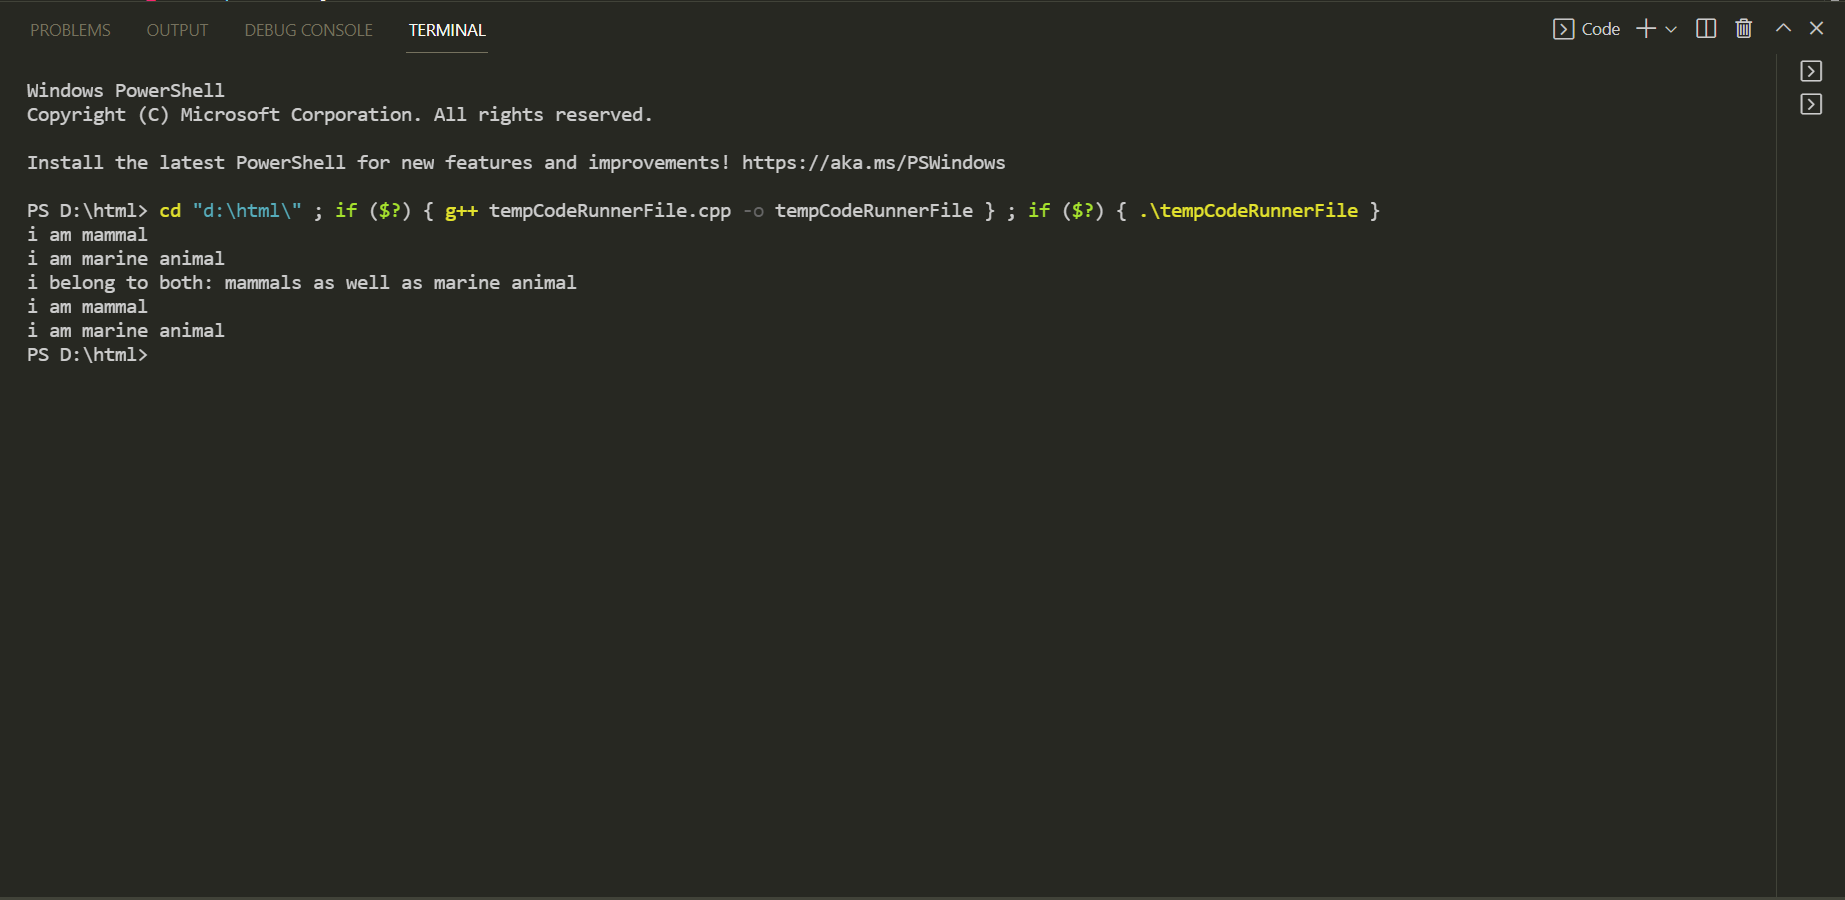 PROBLEMS OUTPUT DEBUG CONSOLE TERMINAL Code
Windows PowerShell
Copyright (C) Microsoft Corporation. All rights reserved.
Install the latest PowerShell for new features and improvements! https://aka.ms/PSWindows
PS D:\html> cd "d:\html\" ; if ($?) { g++ tempCodeRunnerFile.cpp -o tempCodeRunnerFile } ; if ($?) { .\tempCodeRunnerFile }
i am mammal
i am marine animal
i belong to both: mammals as well as marine animal
i am mammal
i am marine animal
PS D:\html>